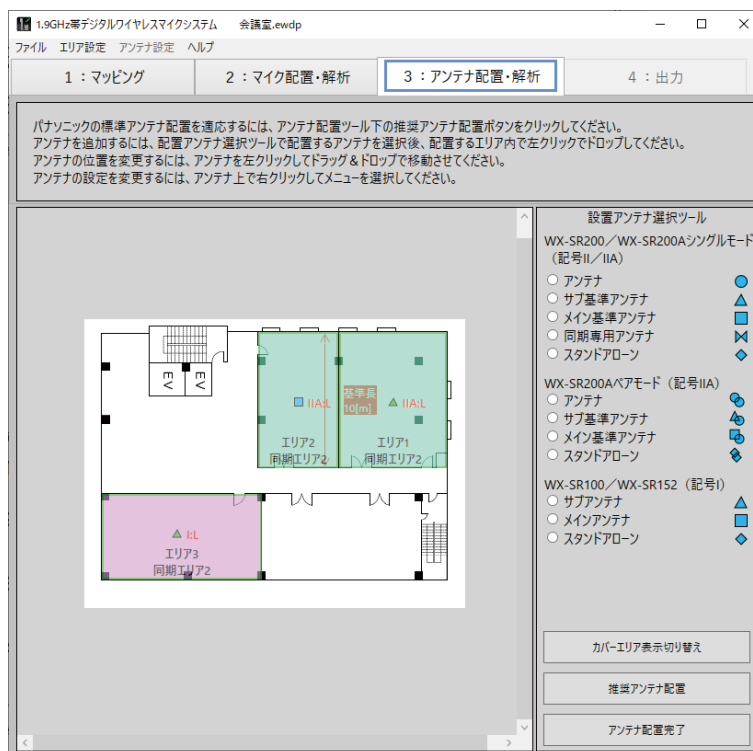 1.9GHz帯デジタルワイヤレスマイクシステム　会議室.ewdp
ファイル　エリア設定　アンテナ設定　ヘルプ
1：マッピング　2：マイク配置・解析　3：アンテナ配置・解析　4：出力
パナソニックの標準アンテナ配置を適応するには、アンテナ配置ツール下の推奨アンテナ配置ボタンをクリックしてください。
アンテナを追加するには、配置アンテナ選択ツールで配置するアンテナを選択後、配置するエリア内で左クリックでドロップしてください。
アンテナの位置を変更するには、アンテナを左クリックしてドラッグ＆ドロップで移動させてください。
アンテナの設定を変更するには、アンテナ上で右クリックしてメニューを選択してください。
EV　EV
基準長
10[m]
IIA:L
エリア2
同期エリア2
IIA:L
エリア1
同期エリア2
I:L
エリア3
同期エリア2
設置アンテナ選択ツール
WX-SR200／WX-SR200Aシングルモード
（記号II／IIA）
アンテナ
サブ基準アンテナ
メイン基準アンテナ
同期専用アンテナ
スタンドアローン
WX-SR200Aペアモード（記号IIA）
アンテナ
サブ基準アンテナ
メイン基準アンテナ
スタンドアローン
WX-SR100／WX-SR152（記号I）
サブアンテナ
メインアンテナ
スタンドアローン
カバーエリア表示切り替え
推奨アンテナ配置
アンテナ配置完了